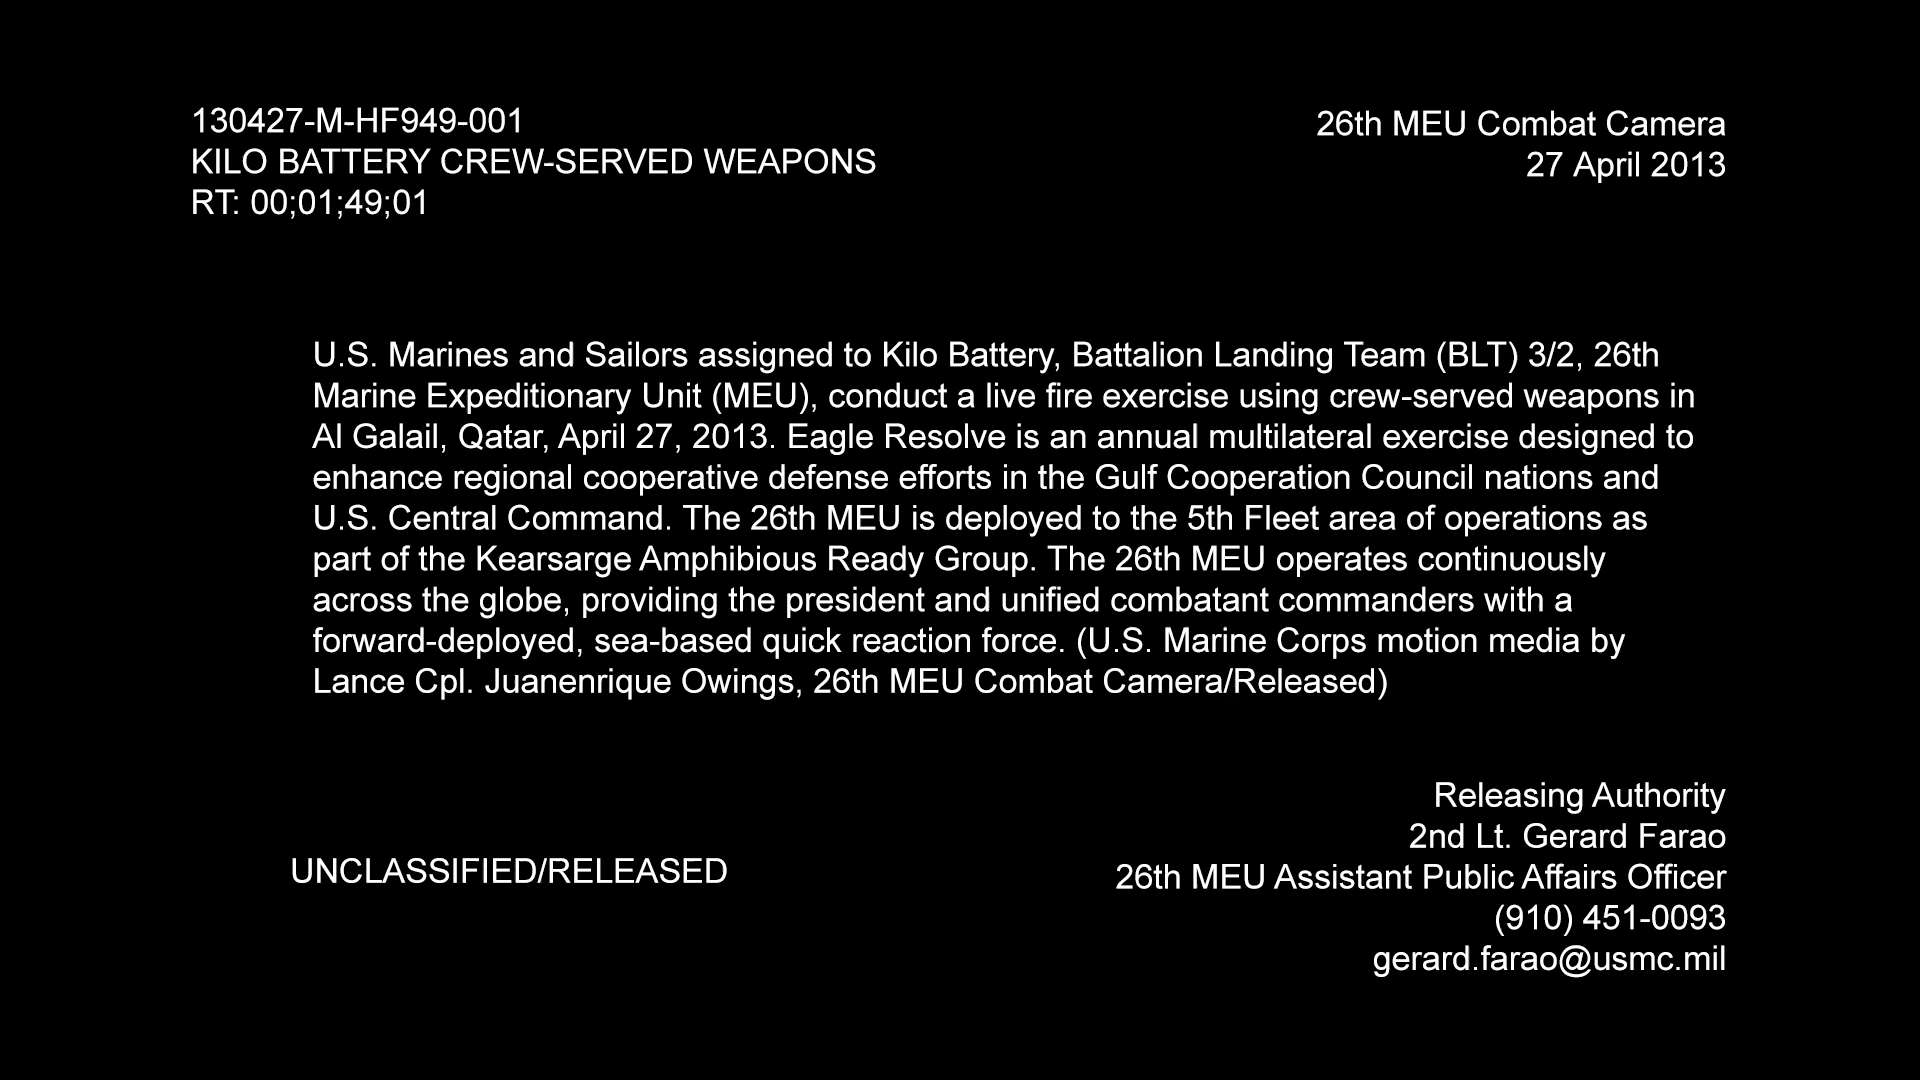 130427-M-HF949-001
KILO BATTERY CREW-SERVED WEAPONS
RT: 00;01;49;01
26th MEU Combat Camera
27 April 2013
U.S. Marines and Sailors assigned to Kilo Battery, Battalion Landing Team (BLT) 3/2, 26th
Marine Expeditionary Unit (MEU), conduct a live fire exercise using crew-served weapons in
Al Galail, Qatar, April 27, 2013. Eagle Resolve is an annual multilateral exercise designed to
enhance regional cooperative defense efforts in the Gulf Cooperation Council nations and
U.S. Central Command. The 26th MEU is deployed to the 5th Fleet area of operations as
part of the Kearsarge Amphibious Ready Group. The 26th MEU operates continuously
across the globe, providing the president and unified combatant commanders with a
forward-deployed, sea-based quick reaction force. (U.S. Marine Corps motion media by
Lance Cpl. Juanenrique Owings, 26th MEU Combat Camera/Released)
UNCLASSIFIED/RELEASED
Releasing Authority
2nd Lt. Gerard Farao
26th MEU Assistant Public Affairs Officer
(910) 451-0093
gerard.farao@usmc.mil